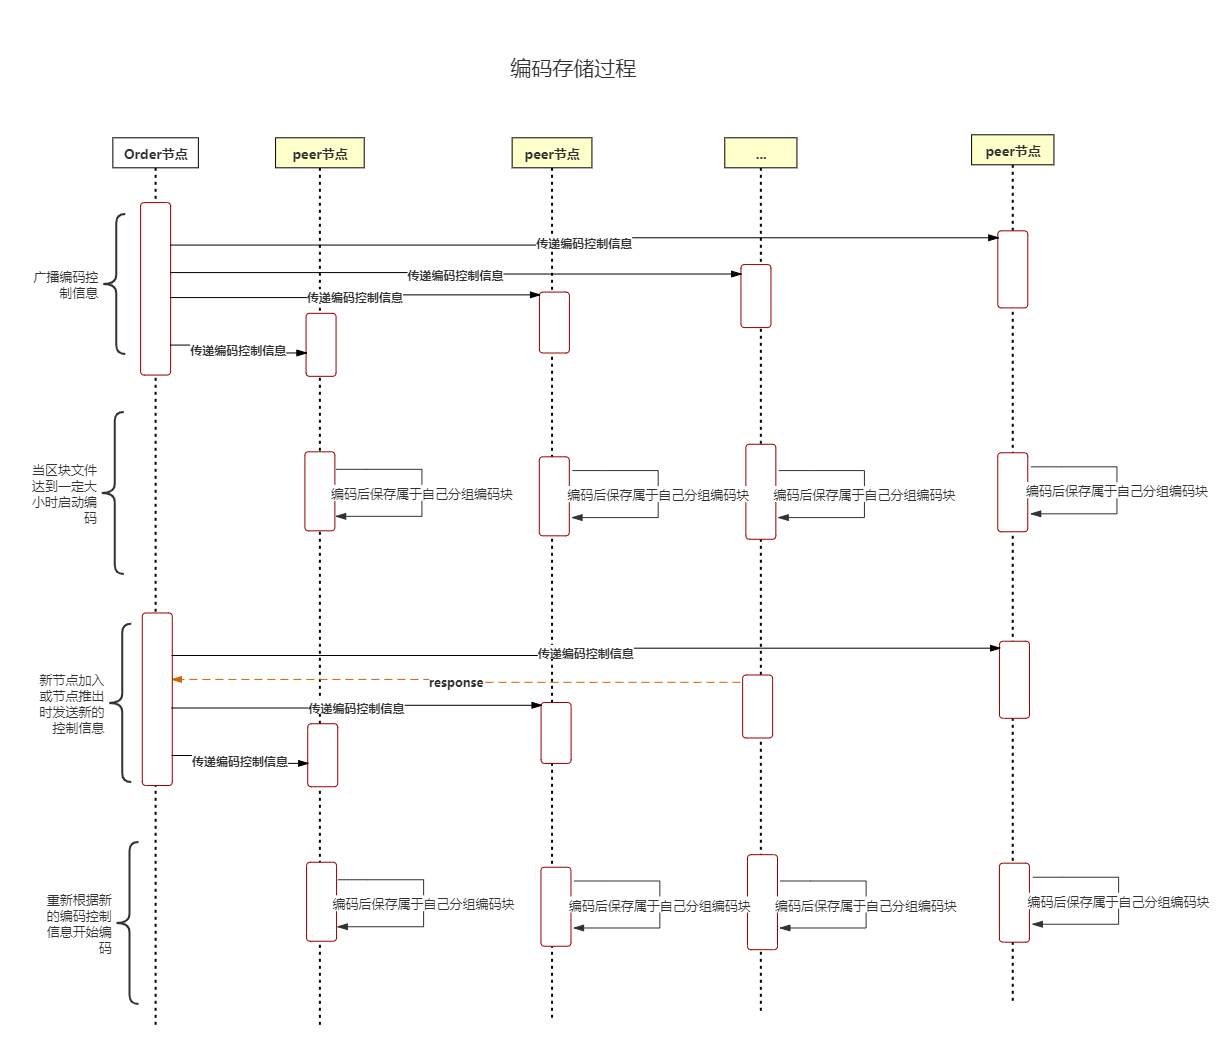 编码存储过程
Order节点
peer节点
peer节点
...
peer节点
广播编码控
制信息
传递编码控制信息
传递编码控制信息
传递编码控制信息
传递编码控制信息
当区块文件
达到一定大
小时启动编
码
编码后保存属于自己分组编码块
编码后保存属于自己分组编码块
编码后保存属于自己分组编码块
编码后保存属于自己分组编码块
新节点加入
或节点推出
时发送新的
控制信息
传递编码控制信息
response
传递编码控制信息
传递编码控制信息
重新根据新
的编码控制
信息开始编
码
编码后保存属于自己分组编码块
编码后保存属于自己分组编码块
编码后保存属于自己分组编码块
编码后保存属于自己分组编码块